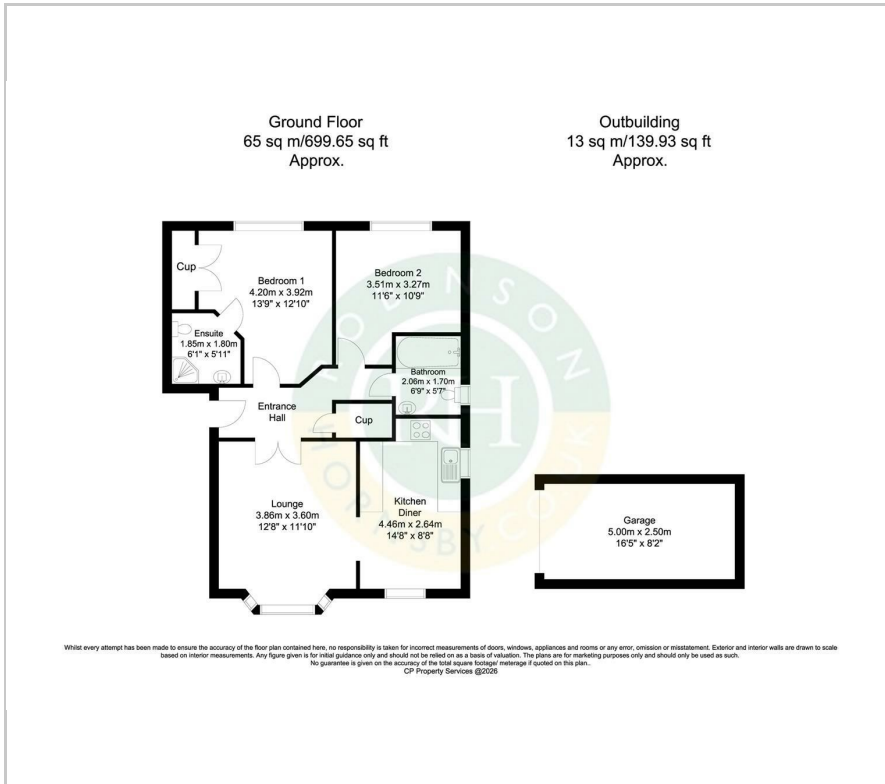 Ground Floor
65 sq m/699.65 sq ft
Approx.
Outbuilding
13 sq m/139.93 sq ft
Approx.
Cup
Bedroom 1
4.20m x 3.92m
13'9" x 12'10"
Bedroom 2
3.51m x 3.27m
11'6" x 10'9"
Ensuite
1.85m x 1.80m
6'1" x 5'11"
Bathroom
2.06m x 1.70m
6'9" x 5'7"
Entrance
Hall
Cup
Lounge
3.86m x 3.60m
12'8" x 11'10"
Kitchen
Diner
4.46m x 2.64m
14'8" x 8'8"
Garage
5.00m x 2.50m
16'5" x 8'2"
ROBINSON
RH
HORNSBY.CO.UK
Whilst every attempt has been made to ensure the accuracy of the floor plan contained here, no responsibility is taken for incorrect measurements of doors, windows, appliances and rooms or any error, omission or misstatement. Exterior and interior walls are drawn to scale
based on interior measurements. Any figure given is for initial guidance only and should not be relied on as a basis of valuation. The plans are for marketing purposes only and should only be used as such.
No guarantee is given on the accuracy of the total square footage/ meterage if quoted on this plan..
CP Property Services @2026